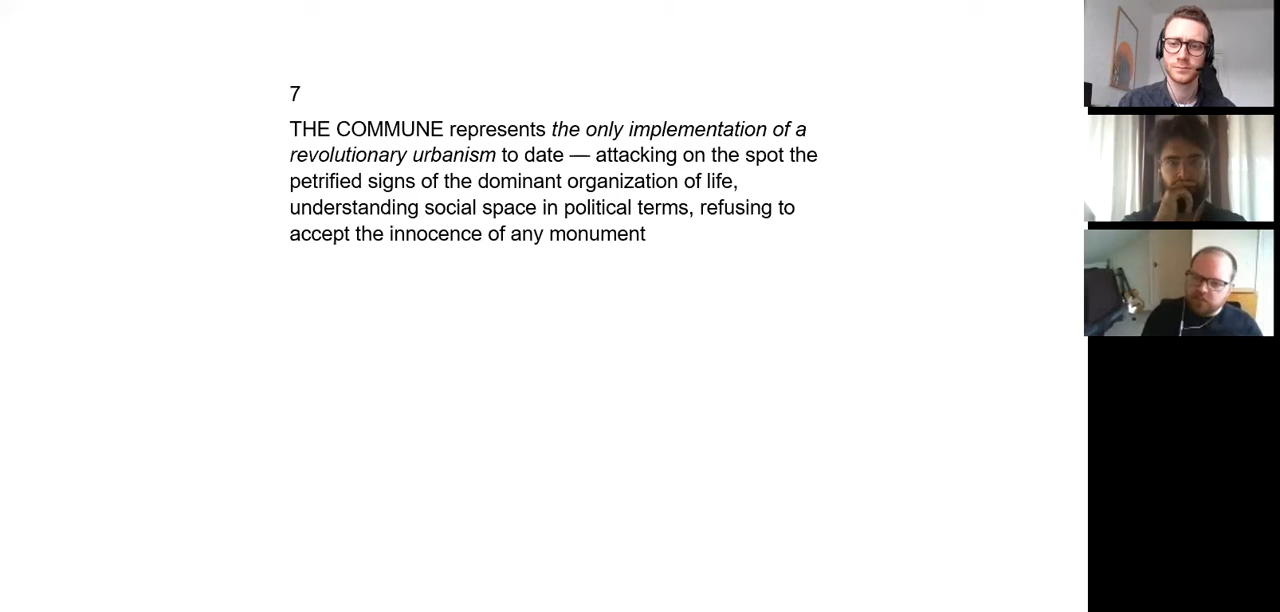 7
THE COMMUNE represents the only implementation of a
revolutionary urbanism to date — attacking on the spot the
petrified signs of the dominant organization of life,
understanding social space in political terms, refusing to
accept the innocence of any monument